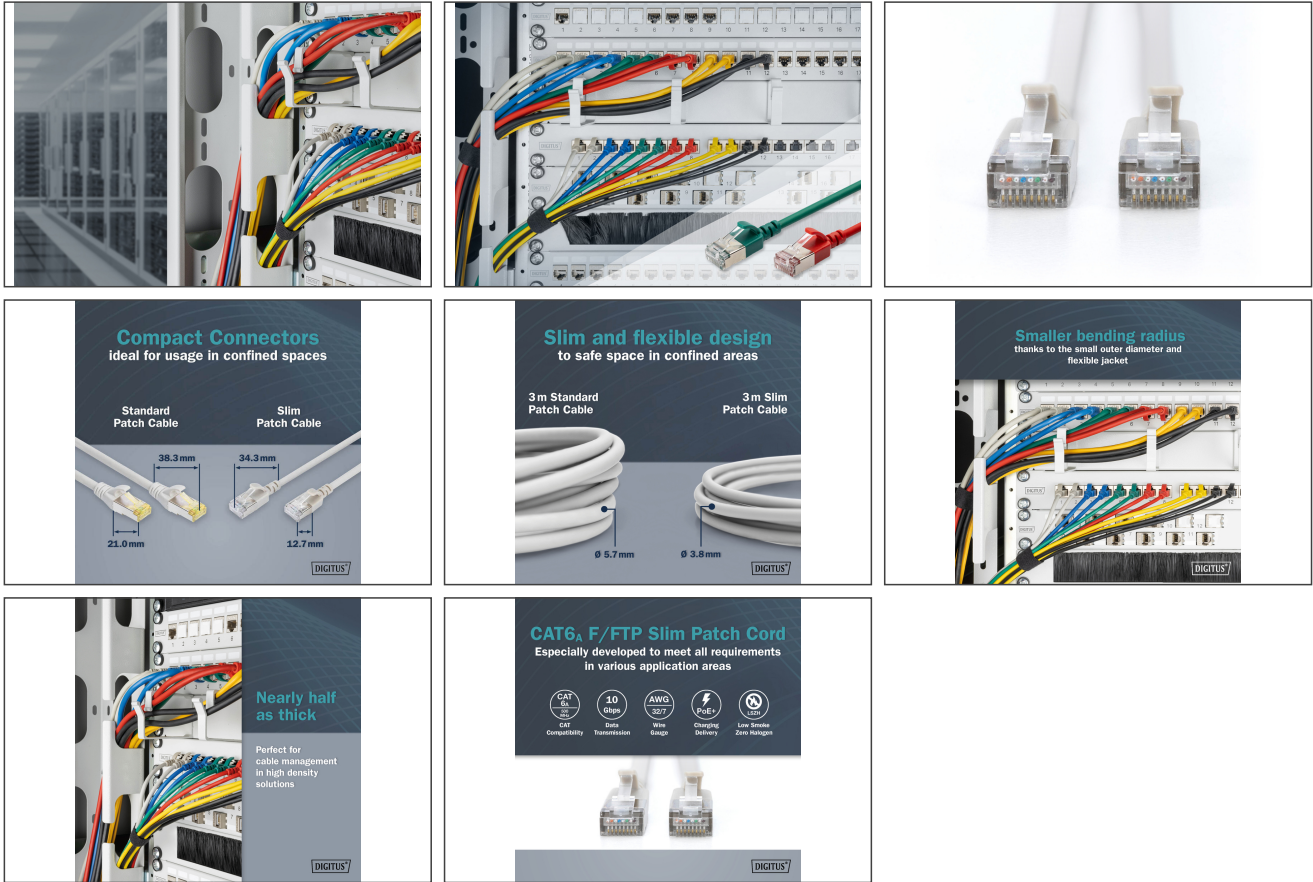 Compact Connectors
ideal for usage in confined spaces
Standard
Patch Cable
Slim
Patch Cable
38.3 mm
34.3 mm
21.0 mm
12.7 mm
DIGITUS®
Slim and flexible design
to safe space in confined areas
3 m Standard
Patch Cable
3 m Slim
Patch Cable
Ø 5.7 mm
Ø 3.8 mm
DIGITUS®
Smaller bending radius
thanks to the small outer diameter and
flexible jacket
DIGITUS®
Nearly half
as thick
Perfect for
cable management
in high density
solutions
DIGITUS®
CAT6A F/FTP Slim Patch Cord
Especially developed to meet all requirements
in various application areas
CAT
6A
500
MHz
CAT
Compatibility
10
Gbps
Data
Transmission
AWG
32/7
Wire
Gauge
PoE+
Charging
Delivery
LSZH
Low Smoke
Zero Halogen
DIGITUS®